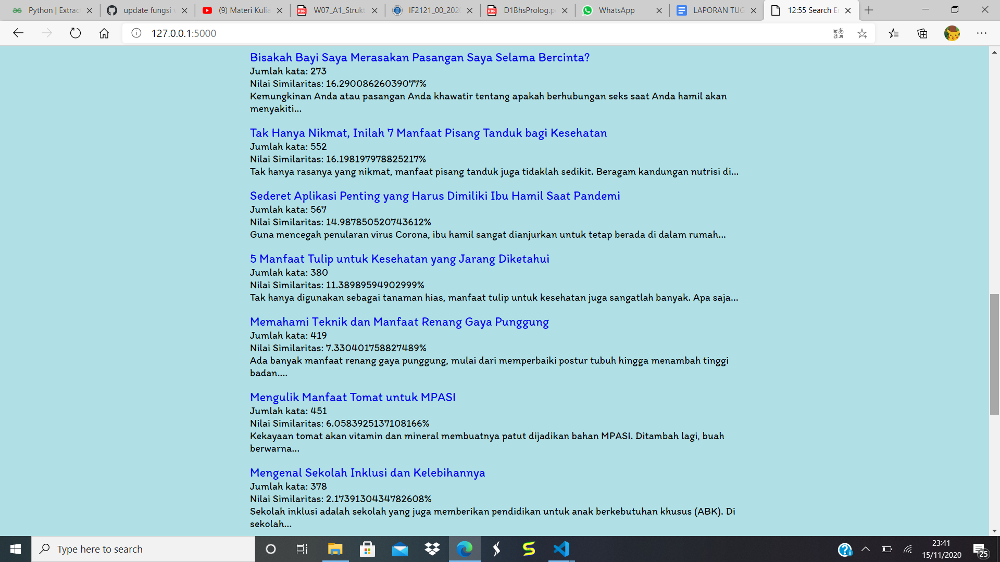 Python | Extrac
update fungsi v
(9) Materi Kulia
W07_A1_Strukt
IF2121_00_2020
D1BhsProlog.p
WhatsApp
LAPORAN TUG
12:55 Search E
127.0.0.1:5000
Bisakah Bayi Saya Merasakan Pasangan Saya Selama Bercinta?
Jumlah kata: 273
Nilai Similaritas: 16.29008626039077%
Kemungkinan Anda atau pasangan Anda khawatir tentang apakah berhubungan seks saat Anda hamil akan
menyakiti...
Tak Hanya Nikmat, Inilah 7 Manfaat Pisang Tanduk bagi Kesehatan
Jumlah kata: 552
Nilai Similaritas: 16.198197978825217%
Tak hanya rasanya yang nikmat, manfaat pisang tanduk juga tidaklah sedikit. Beragam kandungan nutrisi di...
Sederet Aplikasi Penting yang Harus Dimiliki Ibu Hamil Saat Pandemi
Jumlah kata: 567
Nilai Similaritas: 14.987850520743612%
Guna mencegah penularan virus Corona, ibu hamil sangat dianjurkan untuk tetap berada di dalam rumah...
5 Manfaat Tulip untuk Kesehatan yang Jarang Diketahui
Jumlah kata: 380
Nilai Similaritas: 11.38989594902999%
Tak hanya digunakan sebagai tanaman hias, manfaat tulip untuk kesehatan juga sangatlah banyak. Apa saja...
Memahami Teknik dan Manfaat Renang Gaya Punggung
Jumlah kata: 419
Nilai Similaritas: 7.330401758827489%
Ada banyak manfaat renang gaya punggung, mulai dari memperbaiki postur tubuh hingga menambah tinggi
badan....
Mengulik Manfaat Tomat untuk MPASI
Jumlah kata: 451
Nilai Similaritas: 6.0583925137108166%
Kekayaan tomat akan vitamin dan mineral membuatnya patut dijadikan bahan MPASI. Ditambah lagi, buah
berwarna...
Mengenal Sekolah Inklusi dan Kelebihannya
Jumlah kata: 378
Nilai Similaritas: 2.1739130434782608%
Sekolah inklusi adalah sekolah yang juga memberikan pendidikan untuk anak berkebutuhan khusus (ABK). Di
sekolah...
Type here to search
23:41
15/11/2020
25